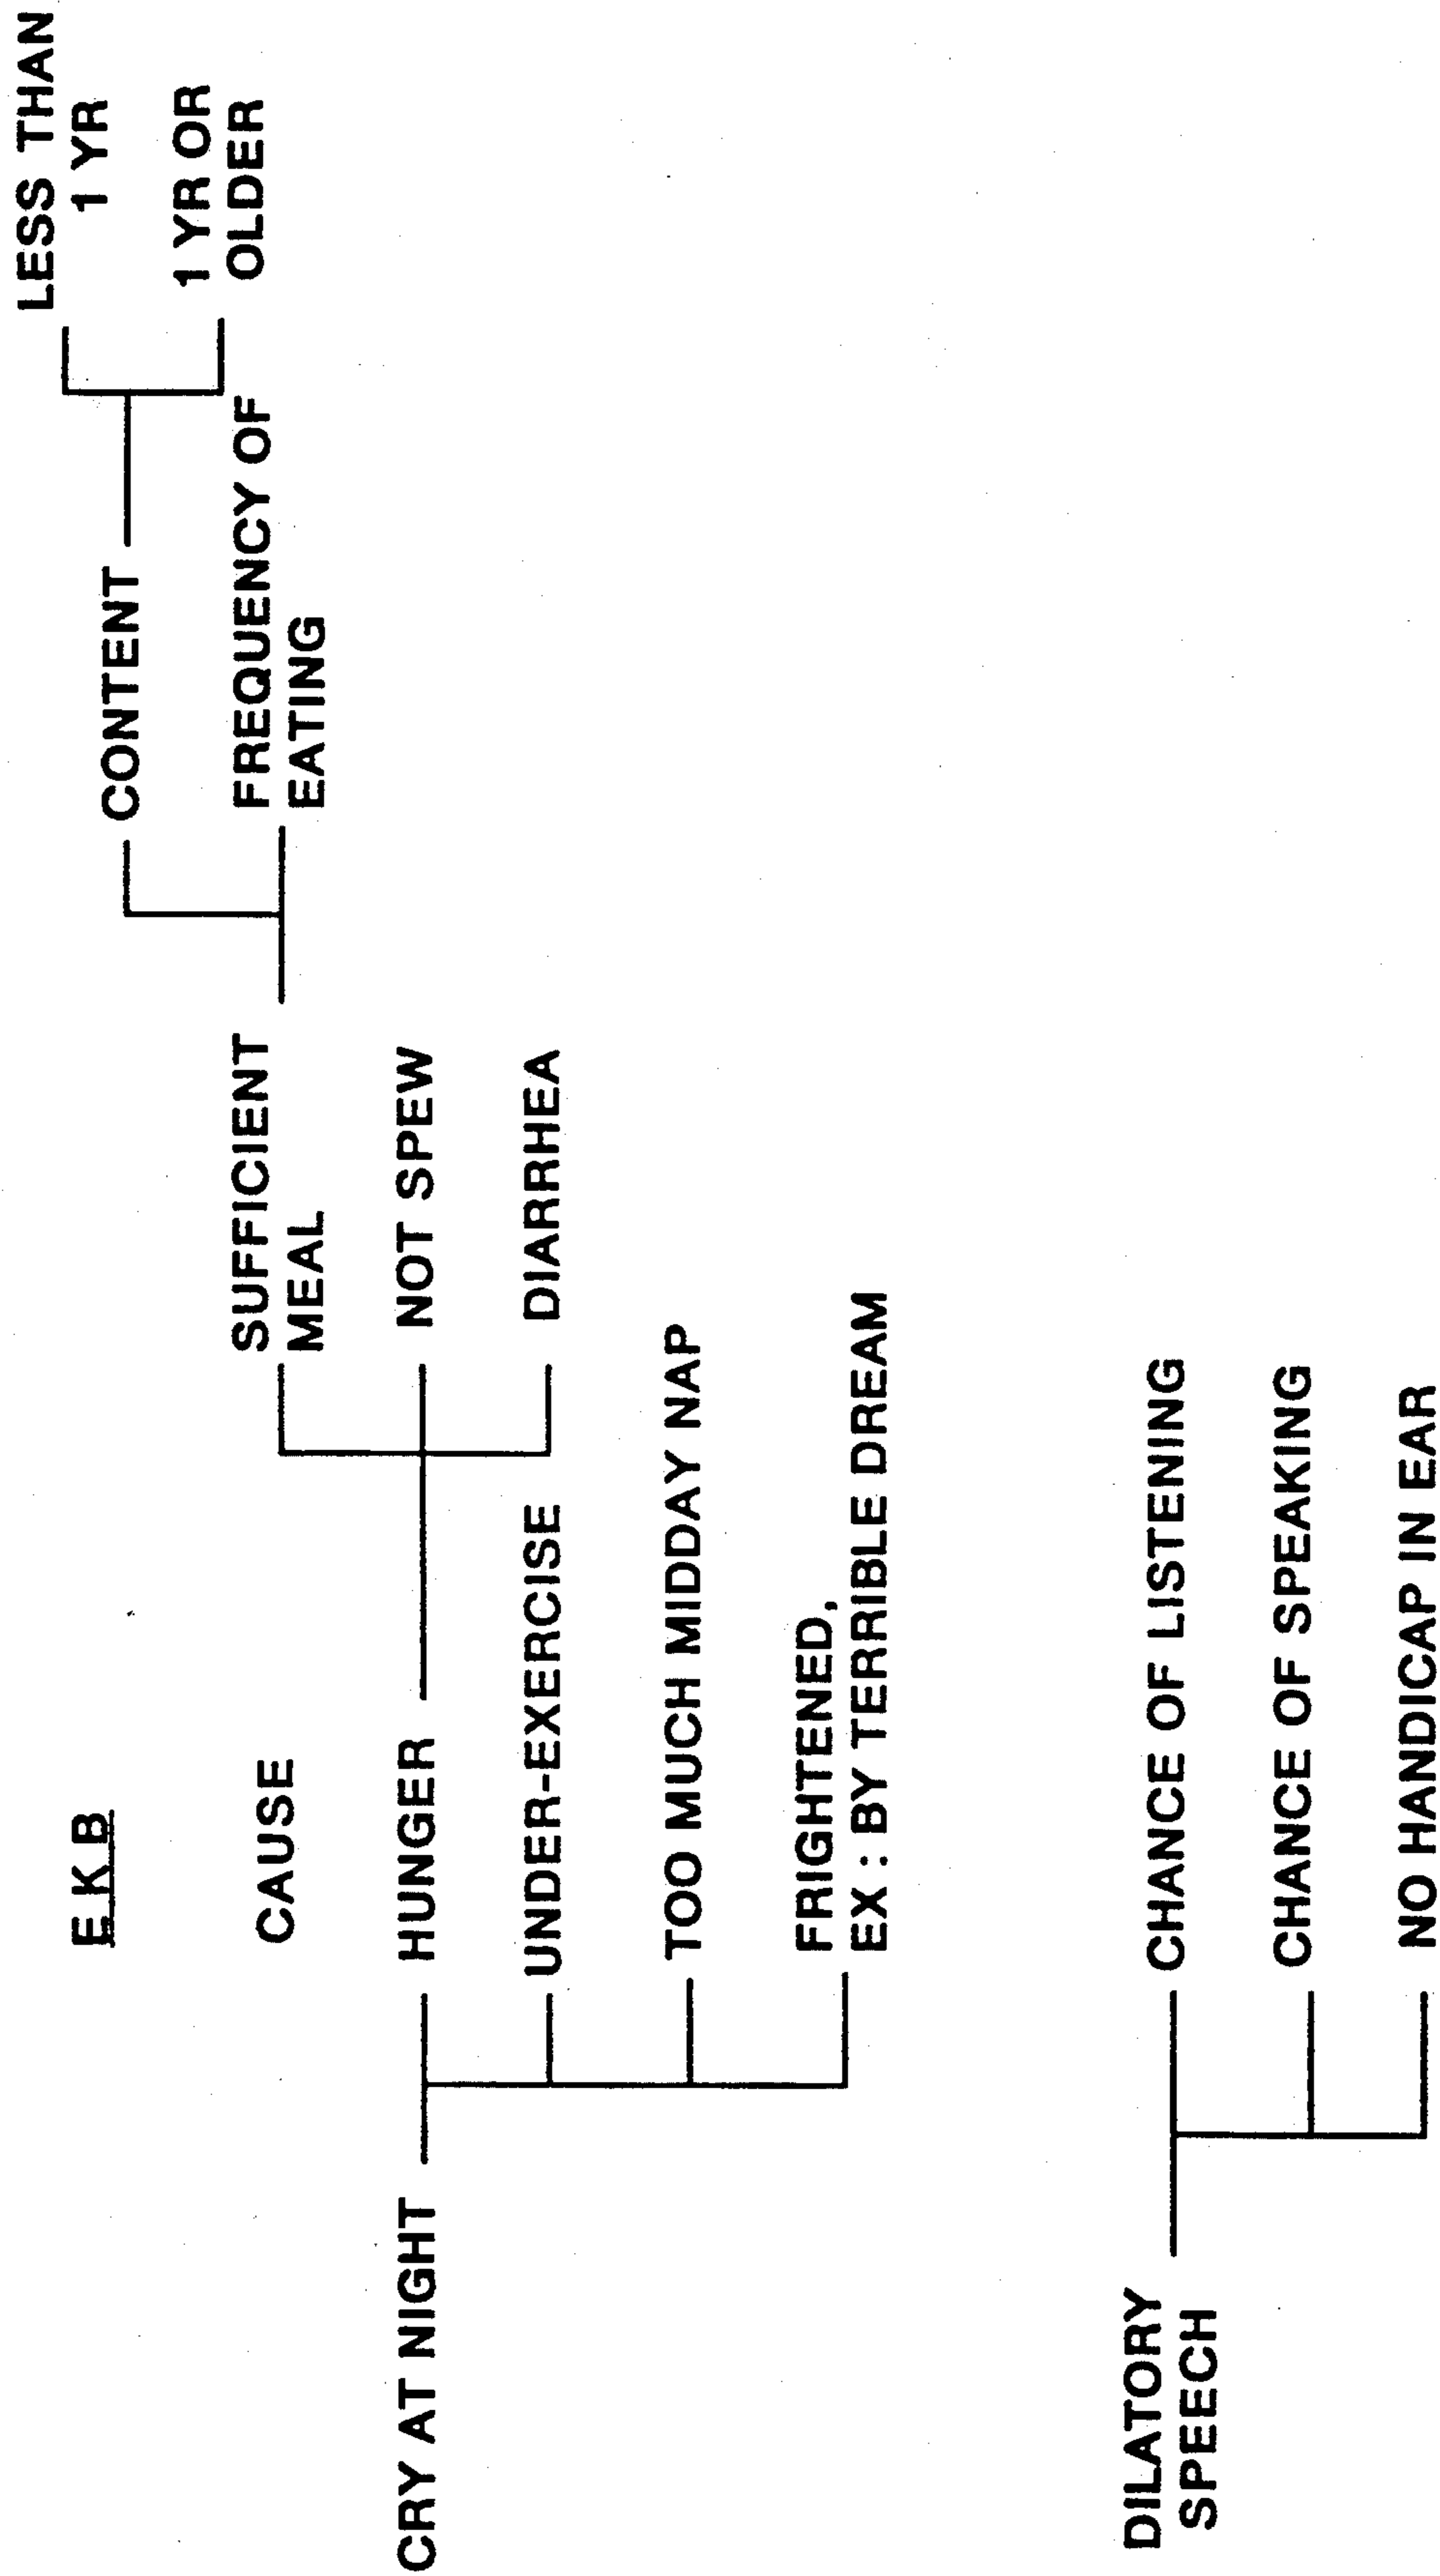 E K B
CAUSE
CRY AT NIGHT
HUNGER
SUFFICIENT
MEAL
CONTENT
LESS THAN
1 YR
1 YR OR
OLDER
FREQUENCY OF
EATING
NOT SPEW
DIARRHEA
UNDER-EXERCISE
TOO MUCH MIDDAY NAP
FRIGHTENED,
EX : BY TERRIBLE DREAM
DILATORY
SPEECH
CHANCE OF LISTENING
CHANCE OF SPEAKING
NO HANDICAP IN EAR